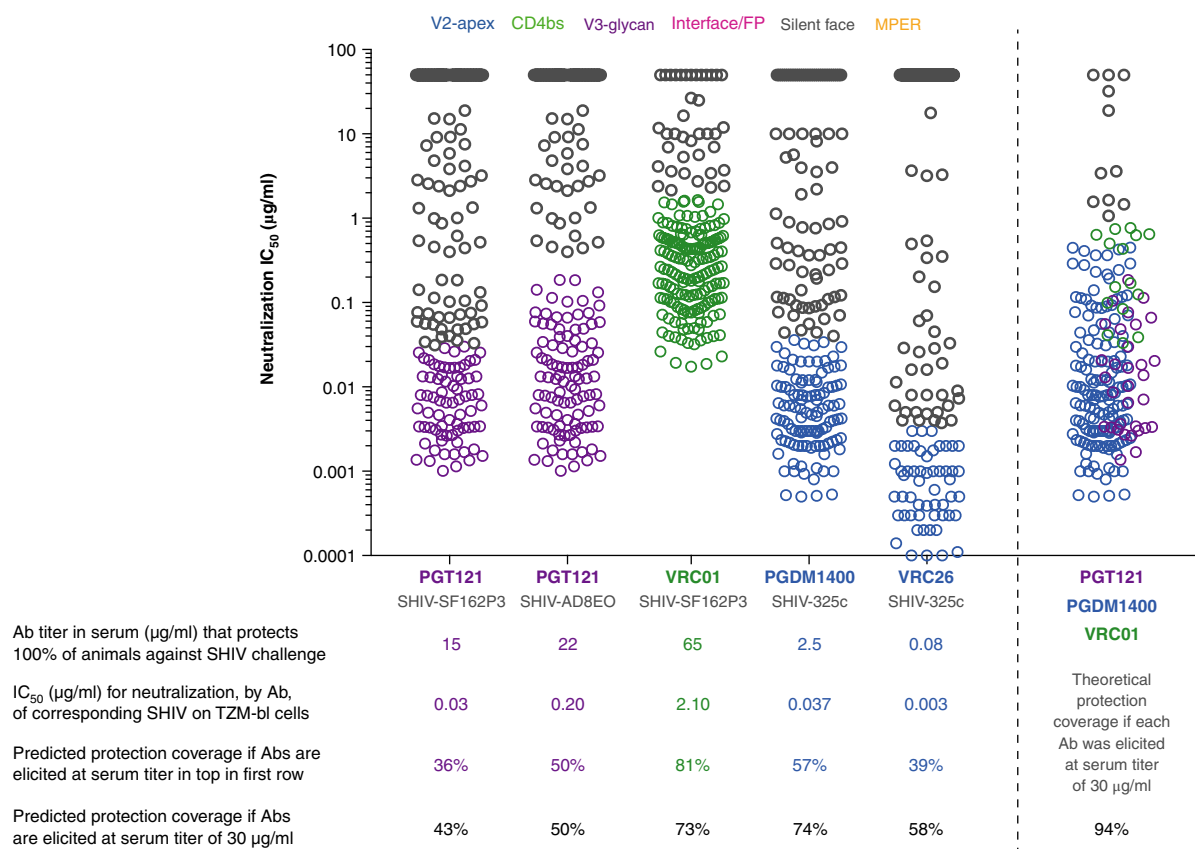 V2-apex CD4bs V3-glycan Interface/FP Silent face MPER
100
10
1
0.1
0.01
0.001
0.0001
Neutralization IC50 (μg/ml)
PGT121 PGT121 VRC01 PGDM1400 VRC26 PGT121
SHIV-SF162P3 SHIV-AD8EO SHIV-SF162P3 SHIV-325c SHIV-325c PGDM1400
VRC01
Ab titer in serum (μg/ml) that protects
100% of animals against SHIV challenge
15 22 65 2.5 0.08
IC50 (μg/ml) for neutralization, by Ab,
of corresponding SHIV on TZM-bl cells
0.03 0.20 2.10 0.037 0.003
Predicted protection coverage if Abs are
elicited at serum titer in top in first row
36% 50% 81% 57% 39%
Theoretical
protection
coverage if each
Ab was elicited
at serum titer
of 30 μg/ml
Predicted protection coverage if Abs
are elicited at serum titer of 30 μg/ml
43% 50% 73% 74% 58% 94%